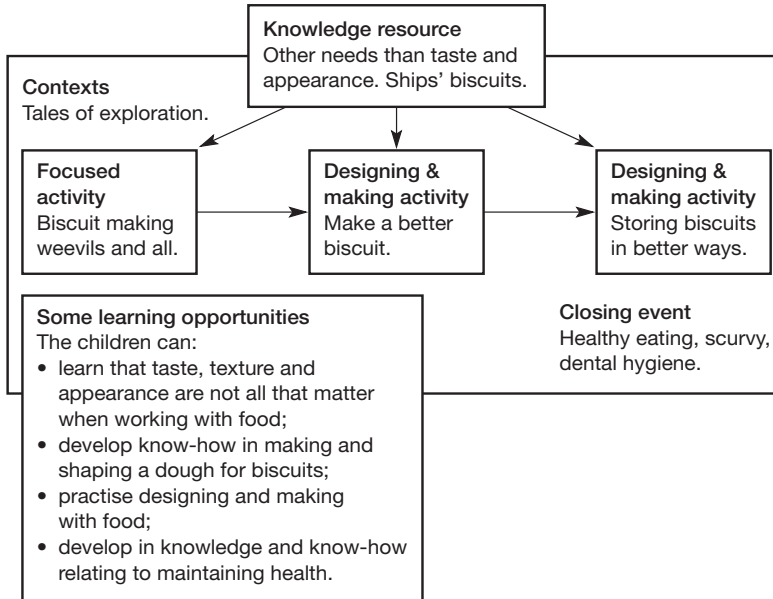 Knowledge resource
Other needs than taste and
appearance. Ships’ biscuits.
Contexts
Tales of exploration.
Focused
activity
Biscuit making
weevils and all.
Designing &
making activity
Make a better
biscuit.
Designing &
making activity
Storing biscuits
in better ways.
Some learning opportunities
The children can:
• learn that taste, texture and
appearance are not all that matter
when working with food;
• develop know-how in making and
shaping a dough for biscuits;
• practise designing and making
with food;
• develop in knowledge and know-how
relating to maintaining health.
Closing event
Healthy eating, scurvy,
dental hygiene.